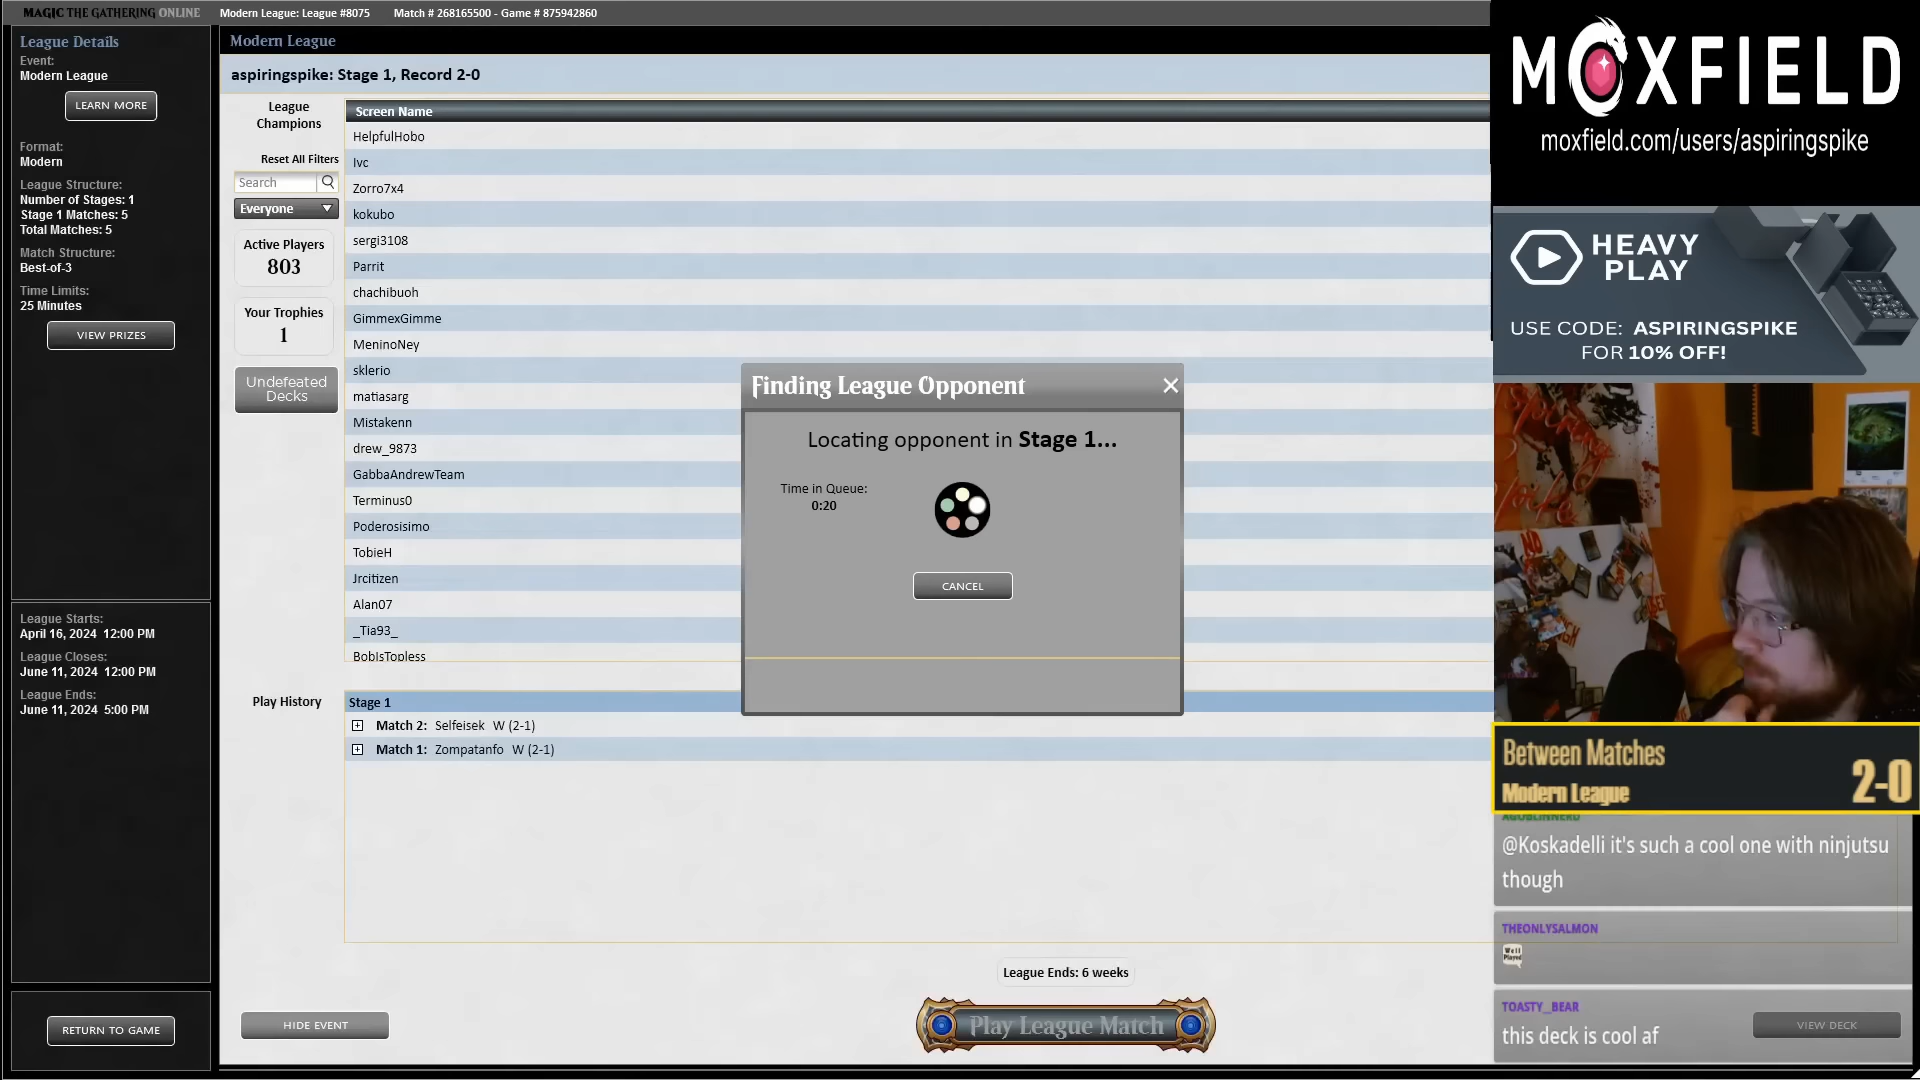 MAGIC THE GATHERING ONLINE
Modern League: League #8075
Match # 268165500 - Game # 875942860
League Details
Event:
Modern League
LEARN MORE
Format:
Modern
League Structure:
Number of Stages: 1
Stage 1 Matches: 5
Total Matches: 5
Match Structure:
Best-of-3
Time Limits:
25 Minutes
VIEW PRIZES
League Starts:
April 16, 2024 12:00 PM
League Closes:
June 11, 2024 12:00 PM
League Ends:
June 11, 2024 5:00 PM
RETURN TO GAME
Modern League
aspiringspike: Stage 1, Record 2-0
League
Champions
Reset All Filters
Search
Everyone
Active Players
803
Your Trophies
1
Undefeated
Decks
Screen Name
HelpfulHobo
Ivc
Zorro7x4
kokubo
sergi3108
Parrit
chachibuoh
GimmexGimme
MeninoNey
sklerio
matiasarg
Mistakenn
drew_9873
GabbaAndrewTeam
Terminus0
Poderosisimo
TobieH
Jrcitizen
Alan07
_Tia93_
BobIsTopless
Finding League Opponent
Locating opponent in Stage 1...
Time in Queue:
0:20
CANCEL
Play History
Stage 1
Match 2: Selfeisek W (2-1)
Match 1: Zompatanfo W (2-1)
League Ends: 6 weeks
HIDE EVENT
Play League Match
MOXFIELD
moxfield.com/users/aspiringspike
HEAVY
PLAY
USE CODE: ASPIRINGSPIKE
FOR 10% OFF!
Between Matches
Modern League
2-0
XGOBLINNERD
@Koskadelli it's such a cool one with ninjutsu
though
THEONLYSALMON
Well
Played
TOASTY_BEAR
this deck is cool af
VIEW DECK